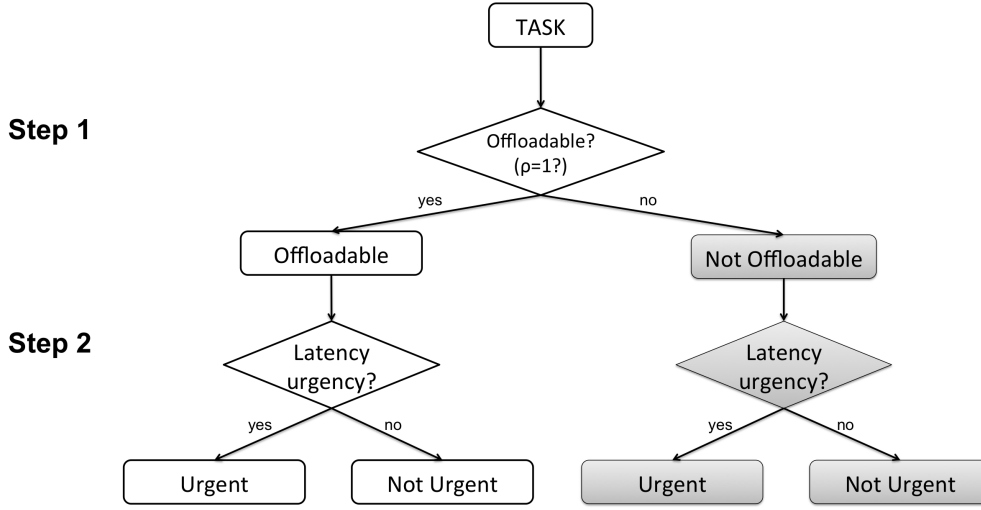 TASK
Step 1
Offloadable?
(ρ=1?)
yes
no
Offloadable
Not Offloadable
Step 2
Latency
urgency?
Latency
urgency?
yes
no
yes
no
Urgent
Not Urgent
Urgent
Not Urgent